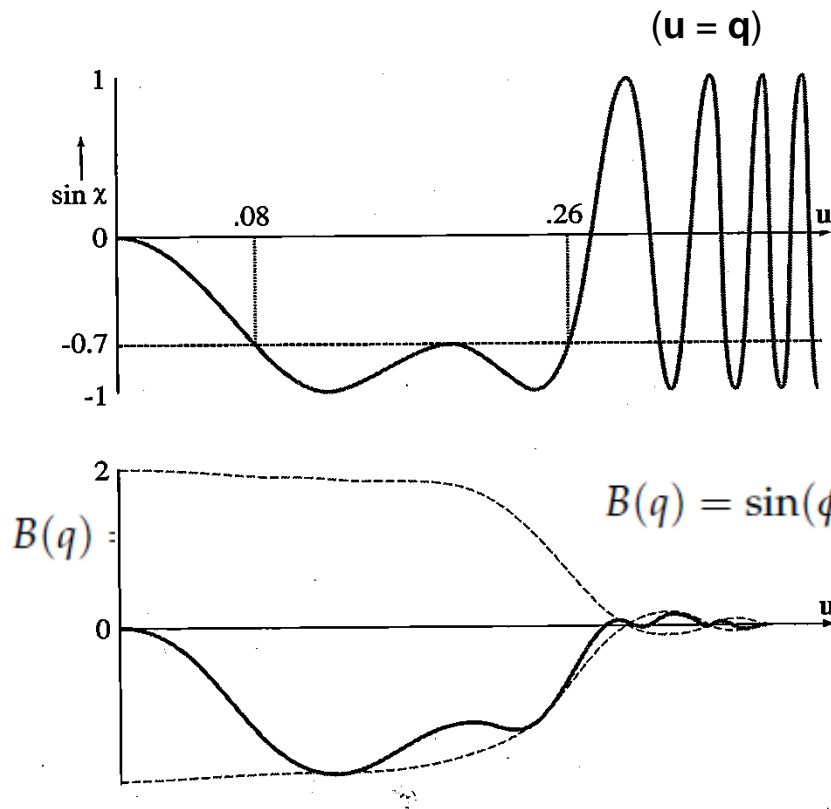 (u = q)
1
sin χ
.08
.26
u
0
-0.7
-1
2
B(q) =
B(q) = sin(ϕ
u
0